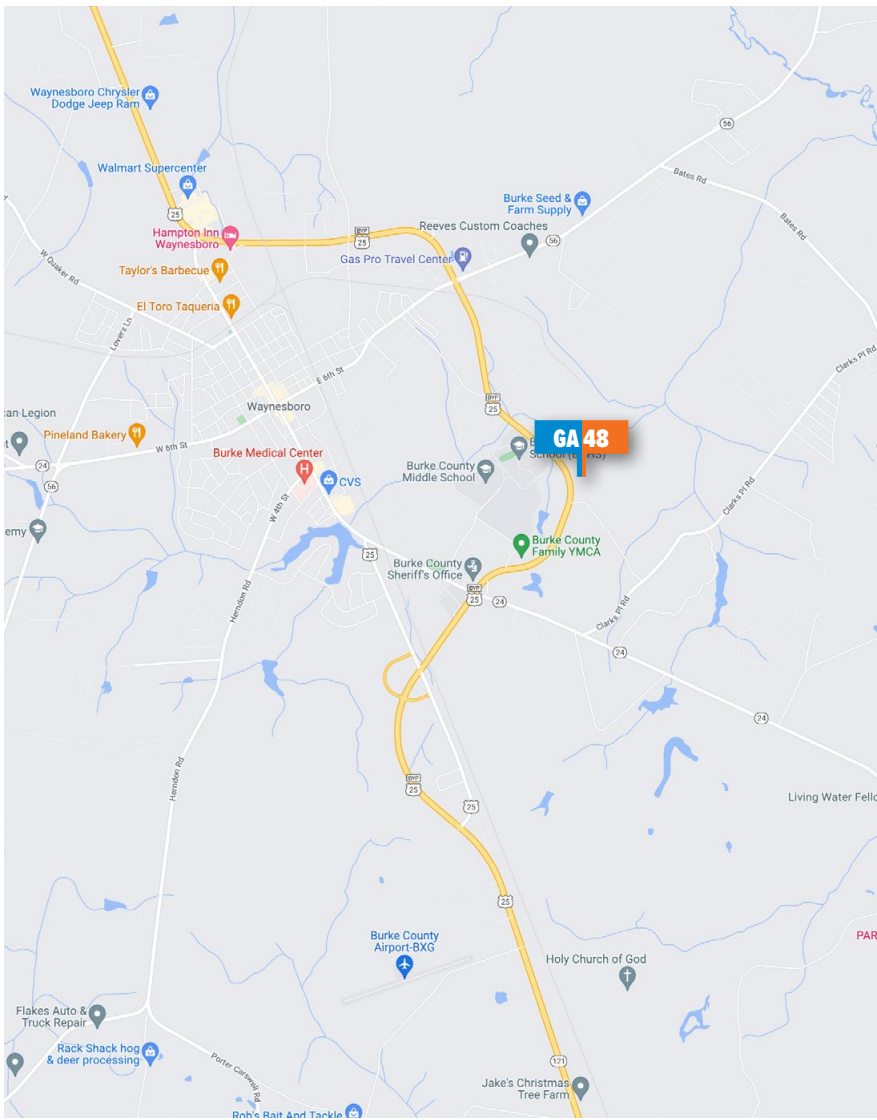 Waynesboro Chrysler
Dodge Jeep Ram
56
Walmart Supercenter
Bates Rd
Burke Seed &
Farm Supply
25
Reeves Custom Coaches
Bates Rd
Hampton Inn
Waynesboro
BYP
25
56
W Quaker Rd
Gas Pro Travel Center
Taylor's Barbecue
El Toro Taqueria
Lovers Ln
Clarks Pl Rd
E 6th St
Waynesboro
BYP
25
can Legion
Pineland Bakery
GA 48
School
HS)
W 6th St
Burke Medical Center
Burke County
Middle School
24
56
CVS
W 4th St
Clarks Pl Rd
emy
25
Burke County
Family YMCA
Burke County
Sheriff's Office
BYP
25
24
Herndon Rd
Clarks Pl Rd
24
24
Herndon Rd
BYP
25
25
Living Water Fello
25
Burke County
Airport-BXG
PAR
Holy Church of God
Flakes Auto &
Truck Repair
Rack Shack hog
& deer processing
Porter Carswell Rd
121
Jake's Christmas
Tree Farm
Rob's Bait And Tackle